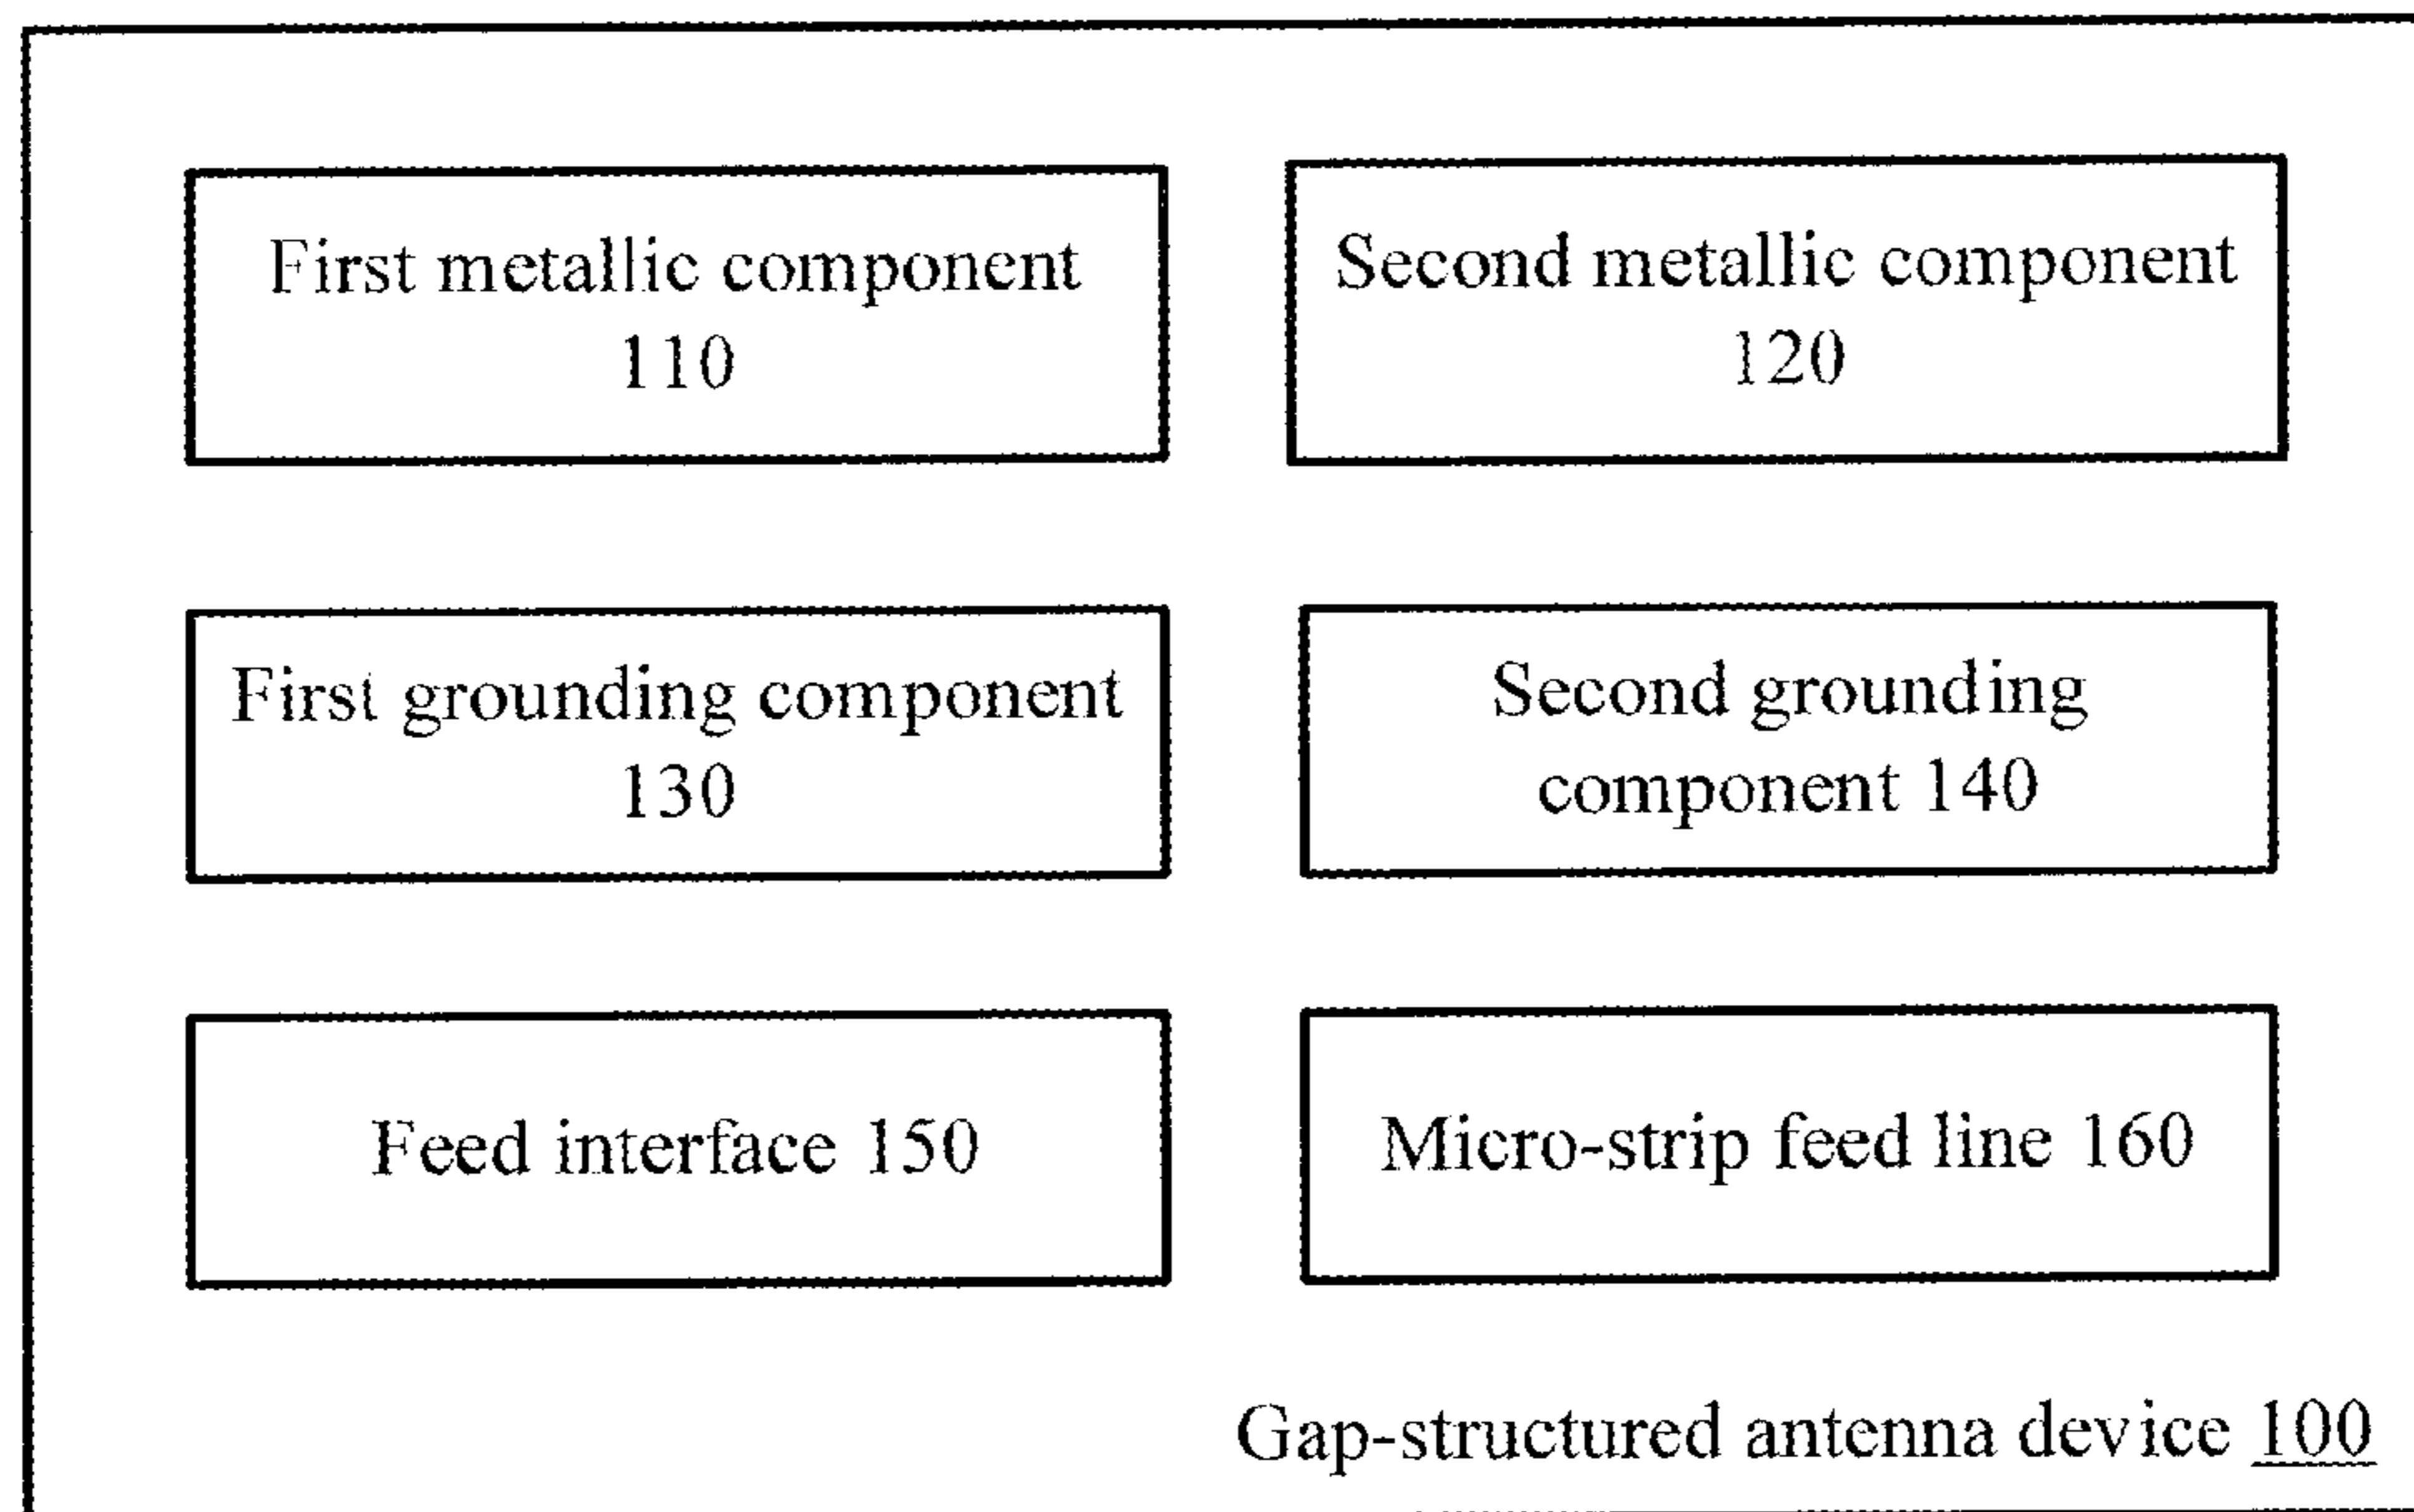 First metallic component
110
Second metallic component
120
First grounding component
130
Second grounding
component 140
Feed interface 150
Micro-strip feed line 160
Gap-structured antenna device 100